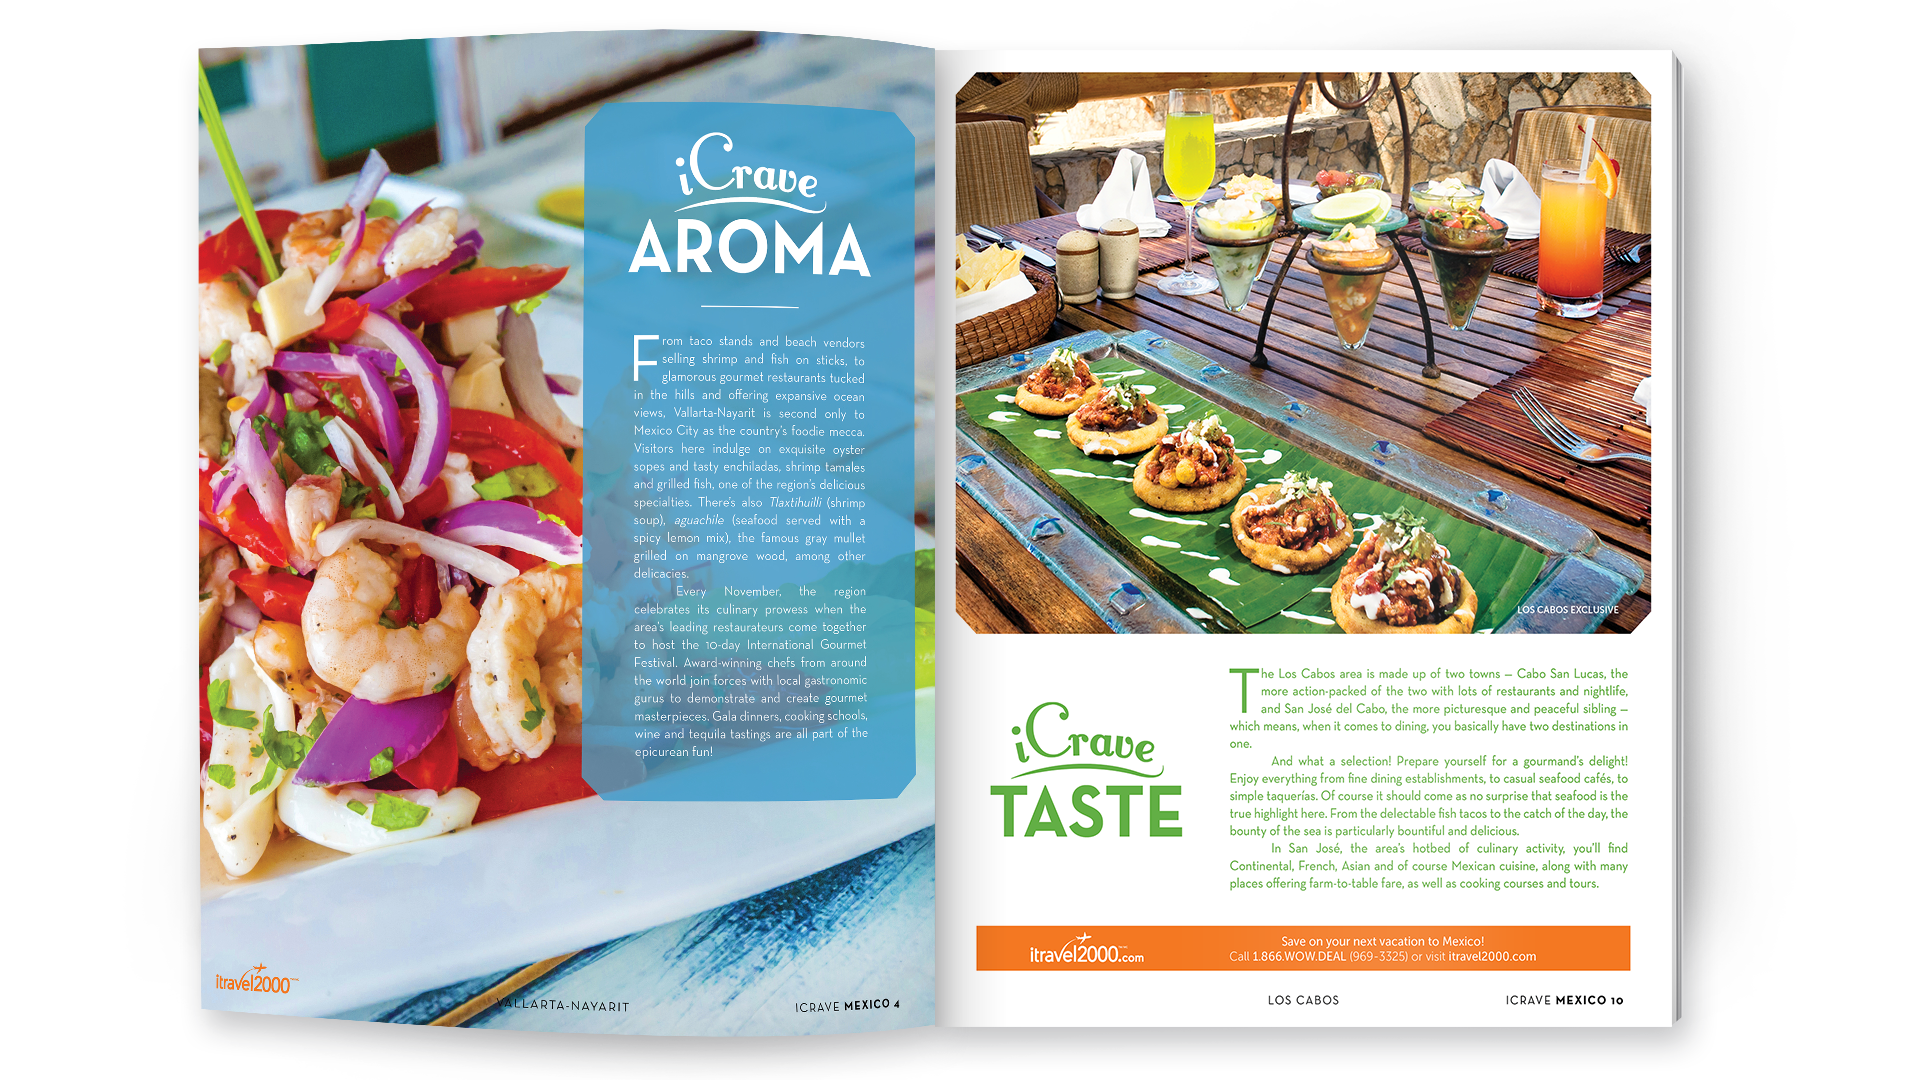 iCrave
AROMA
From taco stands and beach vendors
selling shrimp and fish on sticks, to
glamorous gourmet restaurants tucked
in the hills and offering expansive ocean
views, Vallarta-Nayarit is second only to
Mexico City as the country's foodie mecca.
Visitors here indulge on exquisite oyster
sopes and tasty enchiladas, shrimp tamales
and grilled fish, one of the region's delicious
specialties. There's also Tlaxtihuilli (shrimp
soup), aguachile (seafood served with a
spicy lemon mix), the famous gray mullet
grilled on mangrove wood, among other
delicacies.
Every November, the region
celebrates its culinary prowess when the
area's leading restaurateurs come together
to host the 10-day International Gourmet
Festival. Award-winning chefs from around
the world join forces with local gastronomic
gurus to demonstrate and create gourmet
masterpieces. Gala dinners, cooking schools,
wine and tequila tastings are all part of the
epicurean fun!
itravel2000
VALLARTA-NAYARIT
ICRAVE MEXICO 4
LOS CABOS EXCLUSIVE
iCrave
TASTE
The Los Cabos area is made up of two towns – Cabo San Lucas, the
more action-packed of the two with lots of restaurants and nightlife,
and San José del Cabo, the more picturesque and peaceful sibling –
which means, when it comes to dining, you basically have two destinations in
one.
And what a selection! Prepare yourself for a gourmand's delight!
Enjoy everything from fine dining establishments, to casual seafood cafés, to
simple taquerías. Of course it should come as no surprise that seafood is the
true highlight here. From the delectable fish tacos to the catch of the day, the
bounty of the sea is particularly bountiful and delicious.
In San José, the area's hotbed of culinary activity, you'll find
Continental, French, Asian and of course Mexican cuisine, along with many
places offering farm-to-table fare, as well as cooking courses and tours.
itravel2000.com
Save on your next vacation to Mexico!
Call 1.866.WOW.DEAL (969-3325) or visit itravel2000.com
LOS CABOS
ICRAVE MEXICO 10